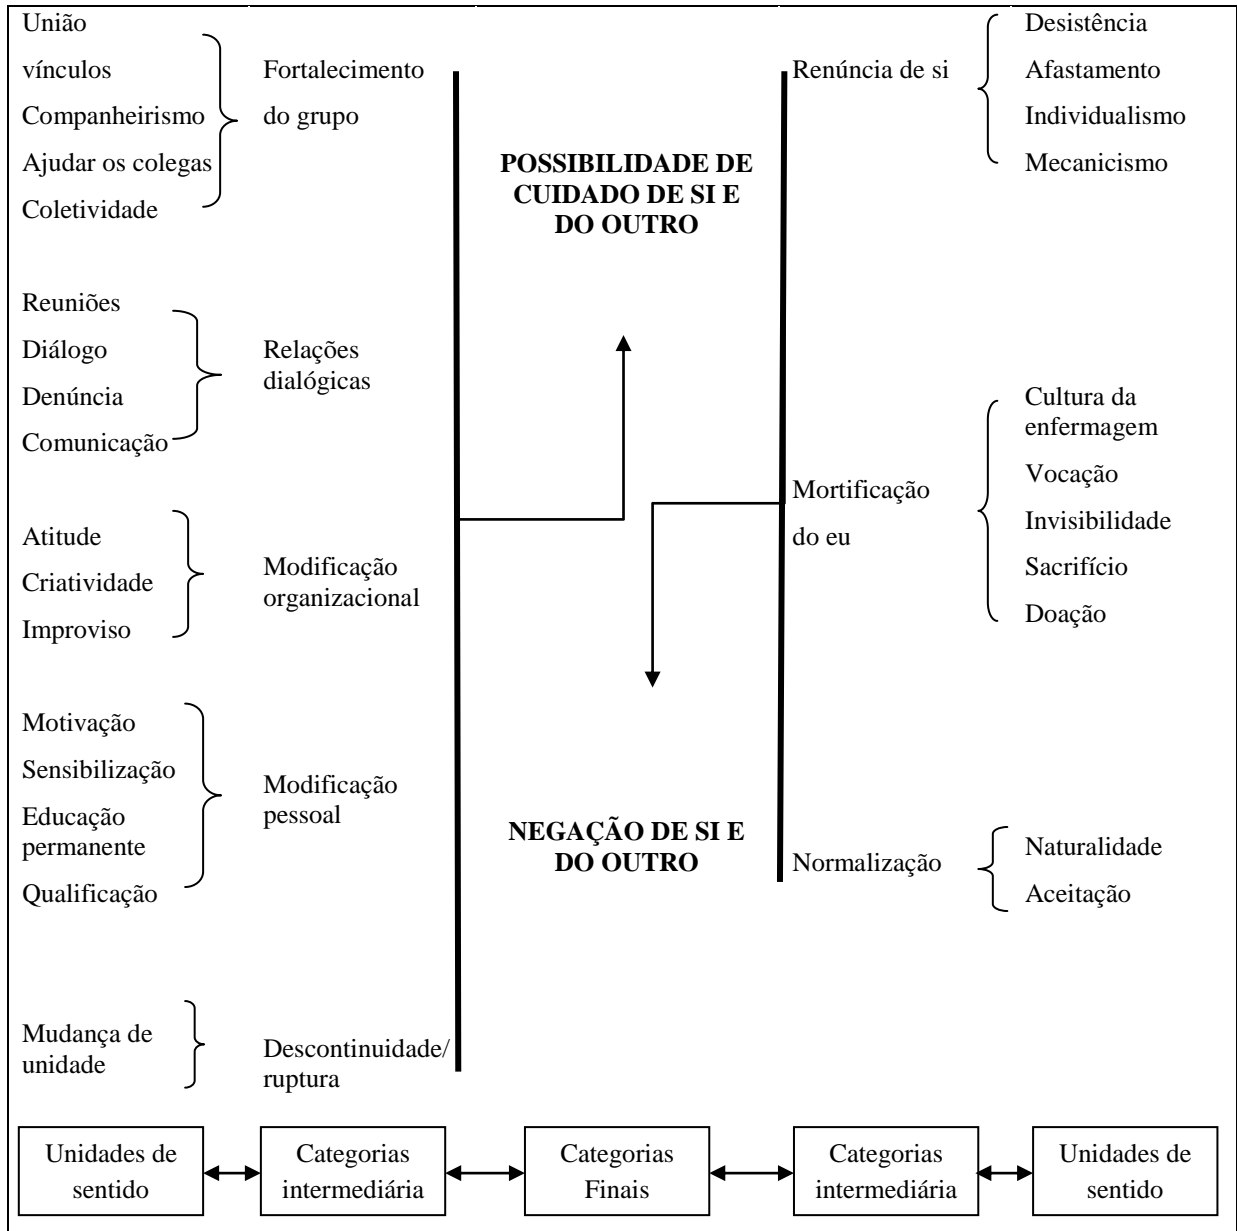 União
vínculos
Companheirismo
Ajudar os colegas
Coletividade
Fortalecimento
do grupo
Reuniões
Diálogo
Denúncia
Comunicação
Relações
dialógicas
Atitude
Criatividade
Improviso
Modificação
organizacional
Motivação
Sensibilização
Educação
permanente
Qualificação
Modificação
pessoal
Mudança de
unidade
Descontinuidade/
ruptura
POSSIBILIDADE DE
CUIDADO DE SI E
DO OUTRO
NEGAÇÃO DE SI E
DO OUTRO
Renúncia de si
Desistência
Afastamento
Individualismo
Mecanicismo
Mortificação
do eu
Cultura da
enfermagem
Vocação
Invisibilidade
Sacrifício
Doação
Normalização
Naturalidade
Aceitação
Unidades de
sentido
Categorias
intermediária
Categorias
Finais
Categorias
intermediária
Unidades de
sentido